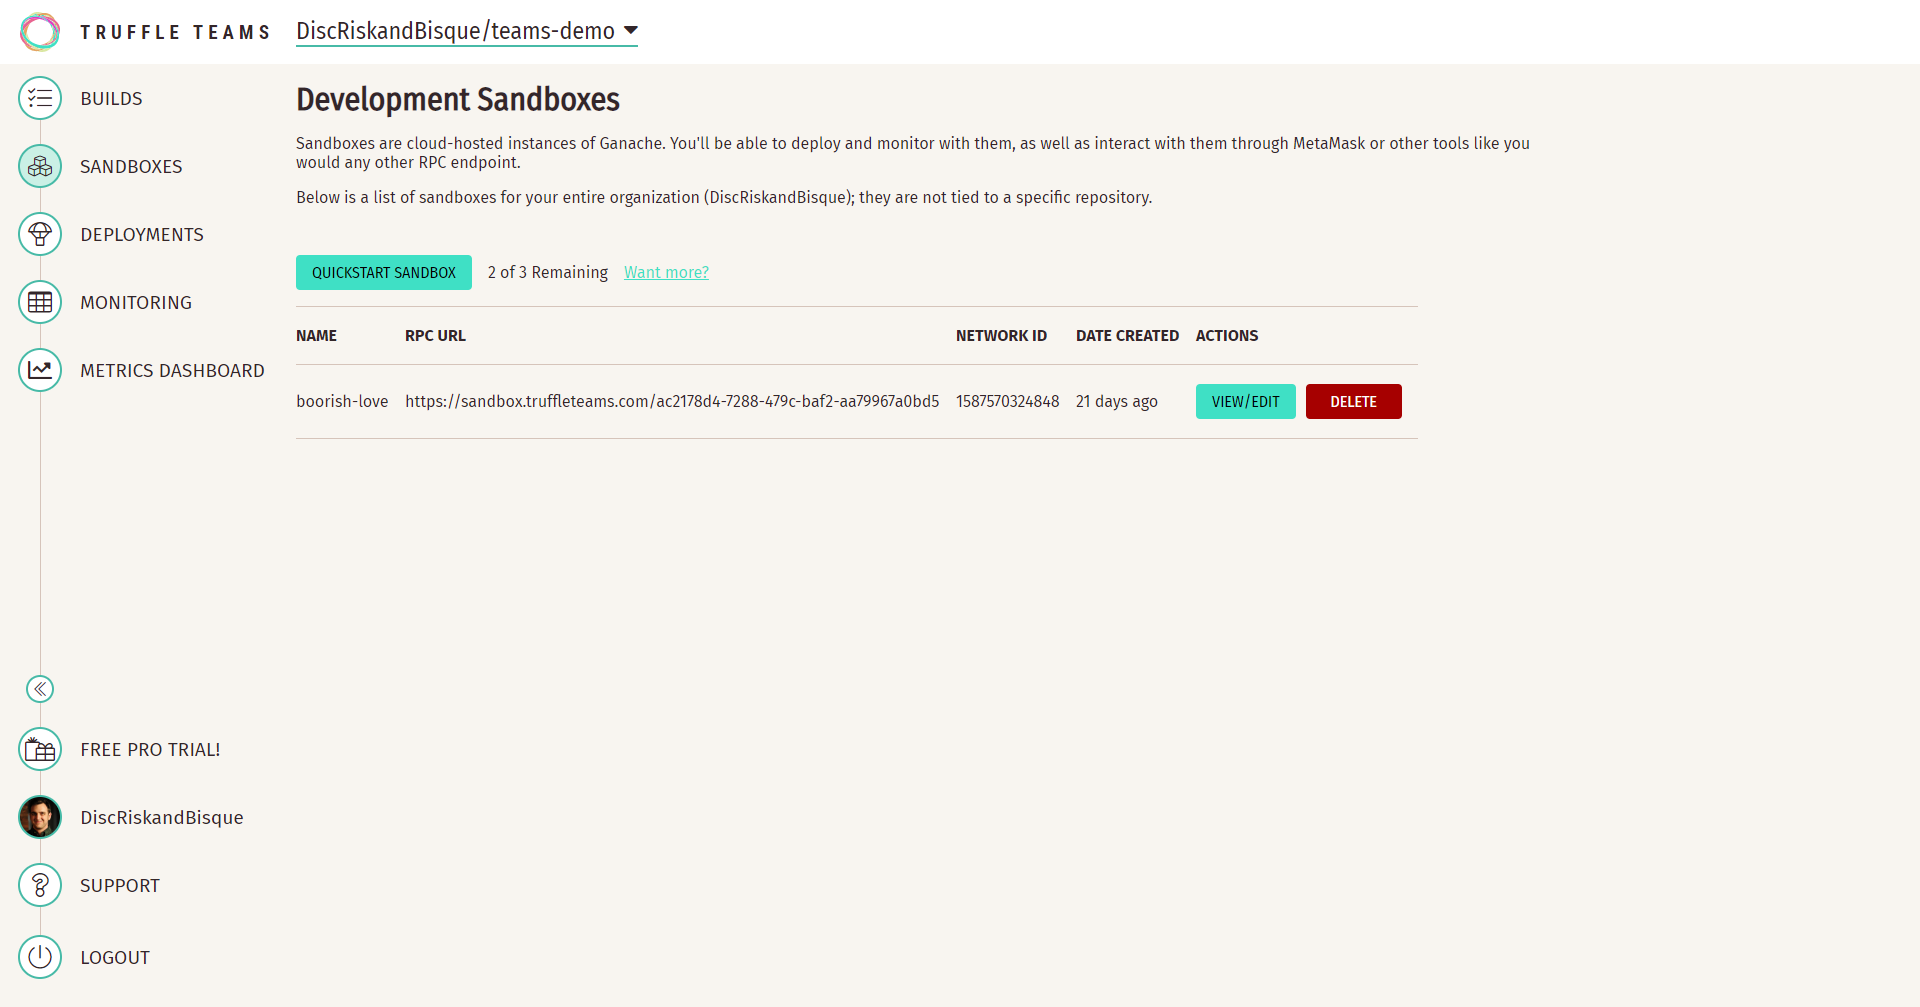 TRUFFLE TEAMS
DiscRiskandBisque/teams-demo
BUILDS
SANDBOXES
DEPLOYMENTS
MONITORING
METRICS DASHBOARD
FREE PRO TRIAL!
DiscRiskandBisque
SUPPORT
LOGOUT
Development Sandboxes
Sandboxes are cloud-hosted instances of Ganache. You'll be able to deploy and monitor with them, as well as interact with them through MetaMask or other tools like you
would any other RPC endpoint.
Below is a list of sandboxes for your entire organization (DiscRiskandBisque); they are not tied to a specific repository.
QUICKSTART SANDBOX 2 of 3 Remaining Want more?
NAME RPC URL NETWORK ID DATE CREATED ACTIONS
boorish-love https://sandbox.truffleteams.com/ac2178d4-7288-479c-baf2-aa79967a0bd5 1587570324848 21 days ago VIEW/EDIT DELETE